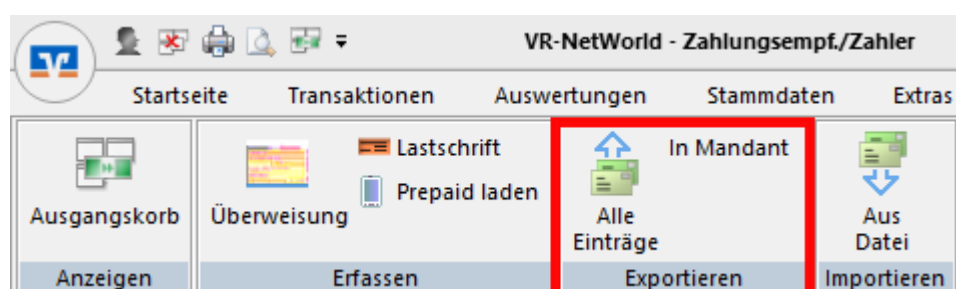 VR-NetWorld - Zahlungsempf./Zahler
Startseite Transaktionen Auswertungen Stammdaten Extras
Lastschrift In Mandant
Prepaid laden
Ausgangskorb Überweisung Alle Einträge Aus Datei
Anzeigen Erfassen Exportieren Importieren